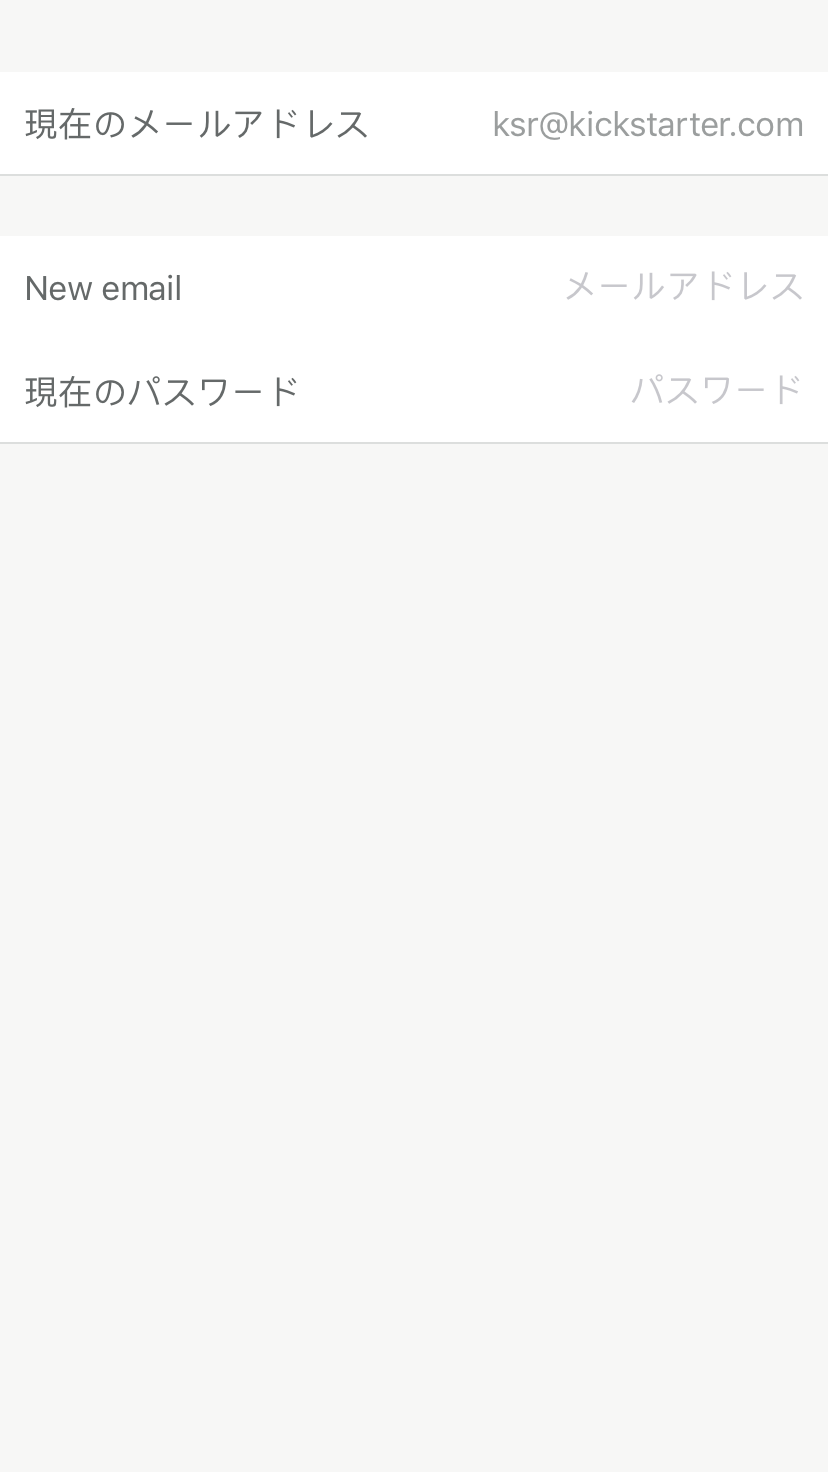 現在のメールアドレス ksr@kickstarter.com
New email メールアドレス
現在のパスワード パスワード